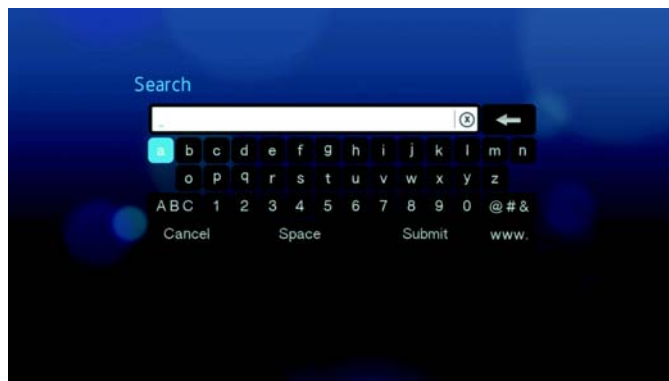 Search
a b c d e f g h i j k l m n
o p q r s t u v w x y z
ABC 1 2 3 4 5 6 7 8 9 0 @#&
Cancel Space Submit www.